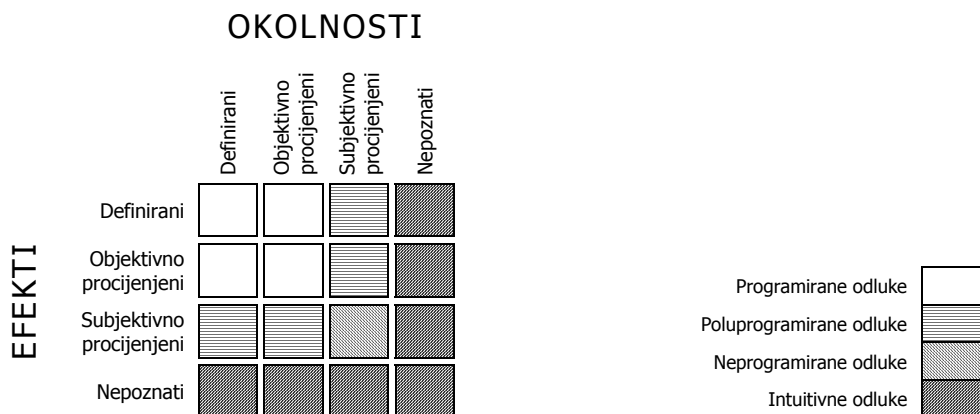 OKOLNOSTI
Definirani
Objektivno
procijenjeni
Subjektivno
procijenjeni
Nepoznati
EFEKTI
Definirani
Objektivno
procijenjeni
Subjektivno
procijenjeni
Nepoznati
Programirane odluke
Poluprogramirane odluke
Neprogramirane odluke
Intuitivne odluke